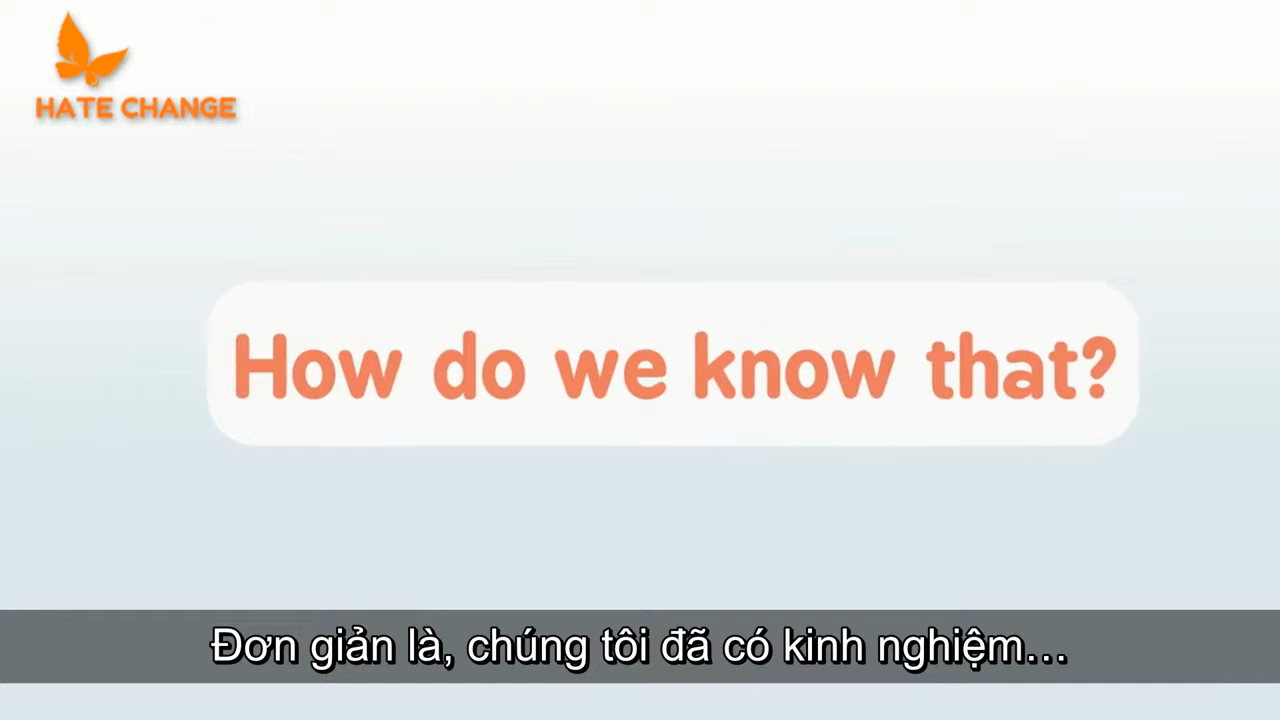 HATE CHANGE
How do we know that?
Đơn giản là, chúng tôi đã có kinh nghiệm...